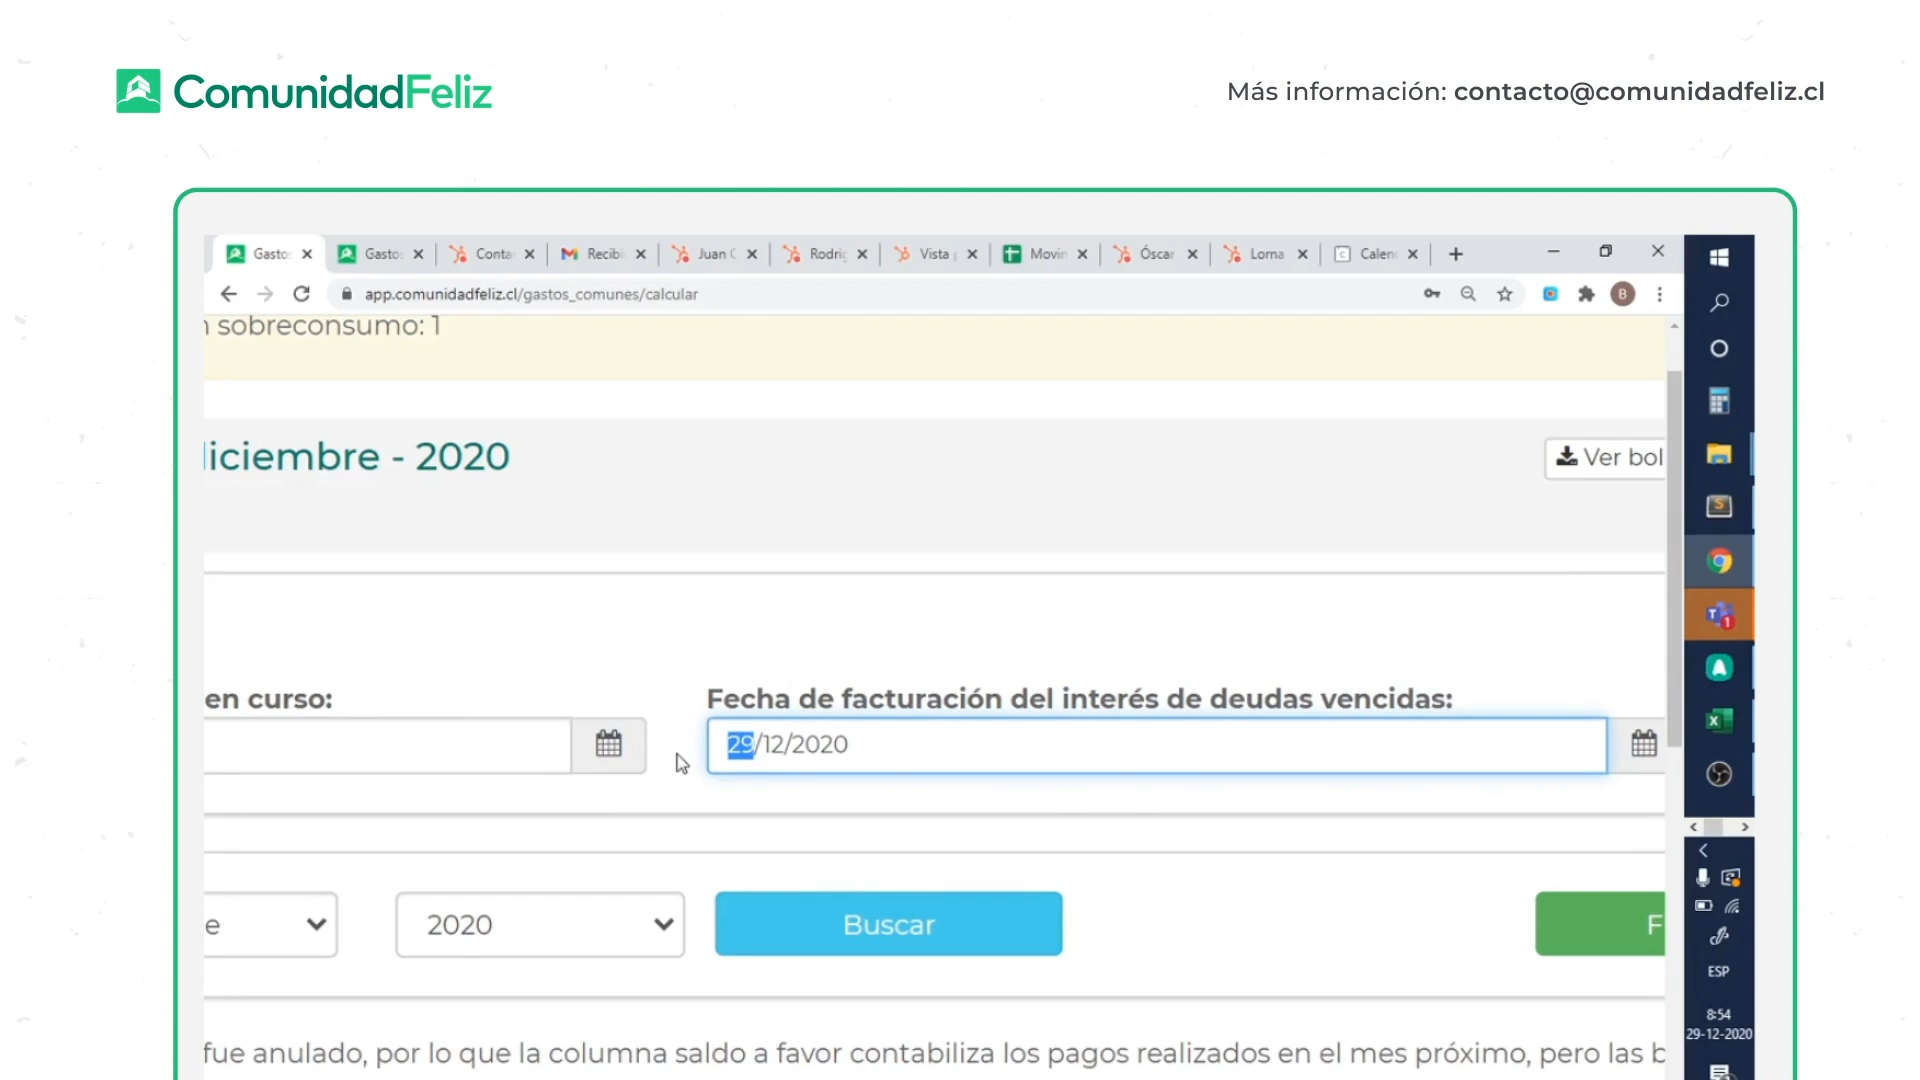 ComunidadFeliz
Más información: contacto@comunidadfeliz.cl
Gasto: Gasto: Conta Recibi Juan C Rodrig Vista p Movin Óscar Lorna Calen
app.comunidadfeliz.cl/gastos_comunes/calcular
B
n sobreconsumo: 1
diciembre - 2020
Ver bol
en curso:
Fecha de facturación del interés de deudas vencidas:
29/12/2020
e
2020
Buscar
F
fue anulado, por lo que la columna saldo a favor contabiliza los pagos realizados en el mes próximo, pero las b
ESP
8:54
29-12-2020